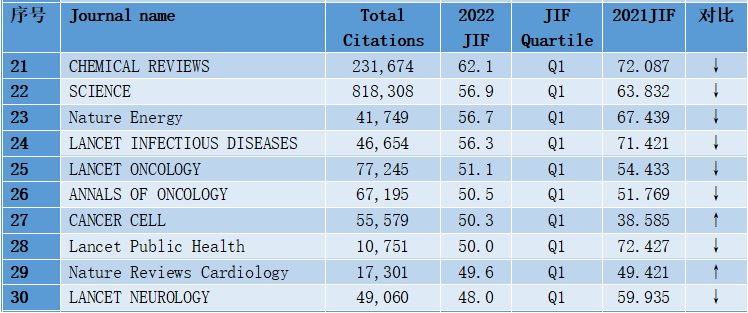 序号 Journal name Total Citations 2022 JIF JIF Quartile 2021JIF 对比
21 CHEMICAL REVIEWS 231,674 62.1 Q1 72.087 ↓
22 SCIENCE 818,308 56.9 Q1 63.832 ↓
23 Nature Energy 41,749 56.7 Q1 67.439 ↓
24 LANCET INFECTIOUS DISEASES 46,654 56.3 Q1 71.421 ↓
25 LANCET ONCOLOGY 77,245 51.1 Q1 54.433 ↓
26 ANNALS OF ONCOLOGY 67,195 50.5 Q1 51.769 ↓
27 CANCER CELL 55,579 50.3 Q1 38.585 ↑
28 Lancet Public Health 10,751 50.0 Q1 72.427 ↓
29 Nature Reviews Cardiology 17,301 49.6 Q1 49.421 ↑
30 LANCET NEUROLOGY 49,060 48.0 Q1 59.935 ↓